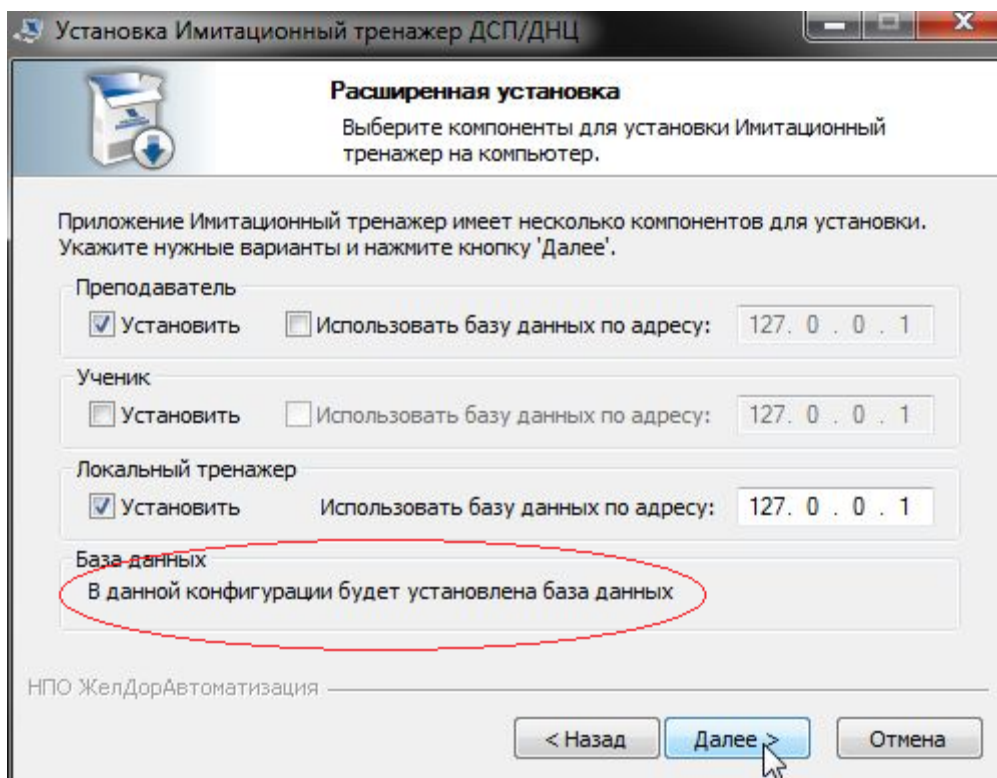 Установка Имитационный тренажер ДСП/ДНЦ
Расширенная установка
Выберите компоненты для установки Имитационный
тренажер на компьютер.
Приложение Имитационный тренажер имеет несколько компонентов для установки.
Укажите нужные варианты и нажмите кнопку 'Далее'.
Преподаватель
Установить Использовать базу данных по адресу: 127. 0 . 0 . 1
Ученик
Установить Использовать базу данных по адресу: 127. 0 . 0 . 1
Локальный тренажер
Установить Использовать базу данных по адресу: 127. 0 . 0 . 1
База данных
В данной конфигурации будет установлена база данных
НПО ЖелДорАвтоматизация
< Назад Далее > Отмена